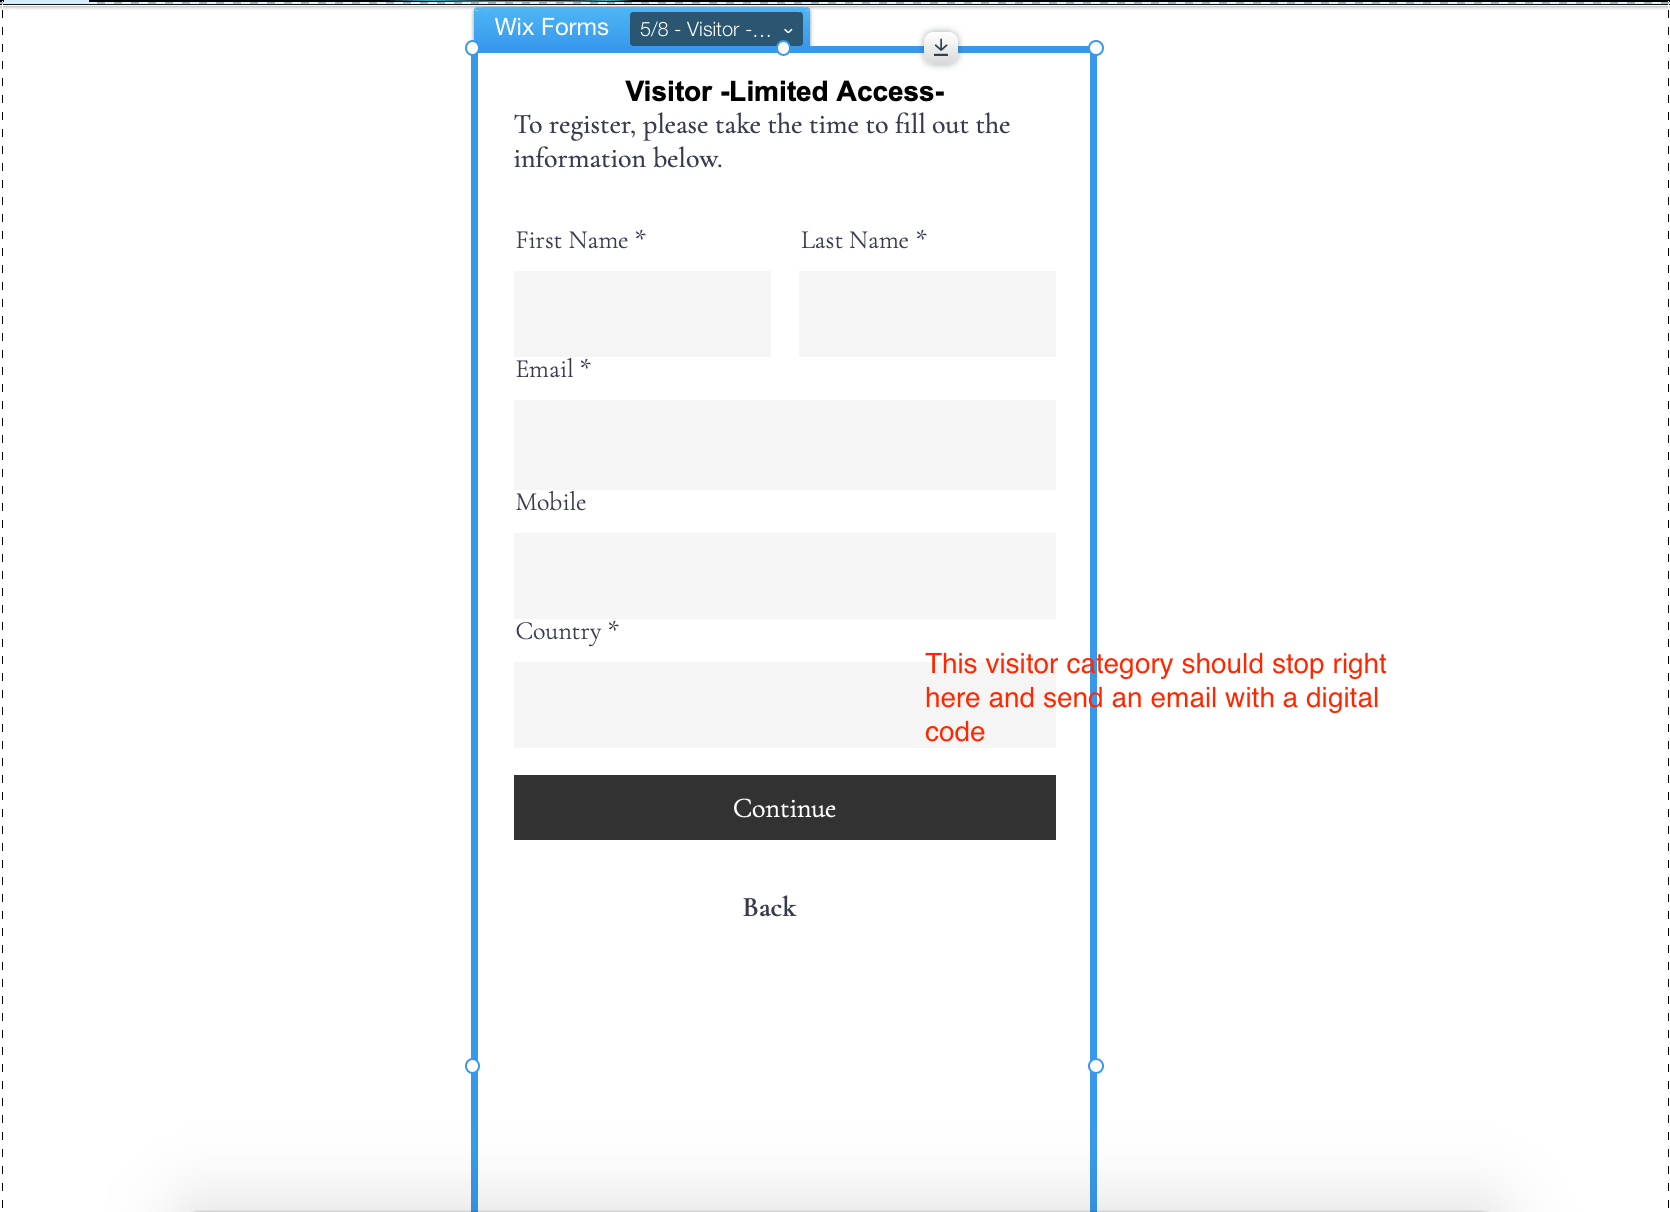 Wix Forms
5/8 - Visitor -...
Visitor -Limited Access-
To register, please take the time to fill out the
information below.
First Name *
Last Name *
Email *
Mobile
Country *
This visitor category should stop right
here and send an email with a digital
code
Continue
Back